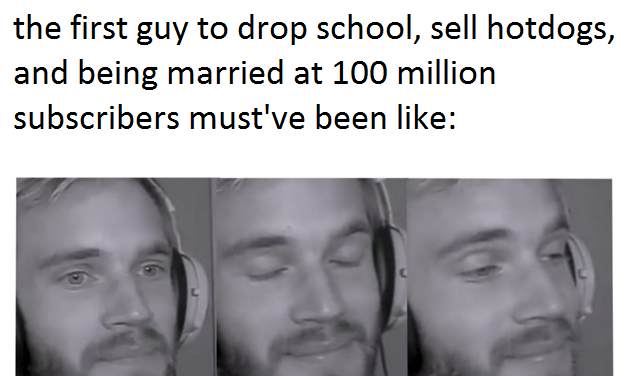 the first guy to drop school, sell hotdogs,
and being married at 100 million
subscribers must've been like: